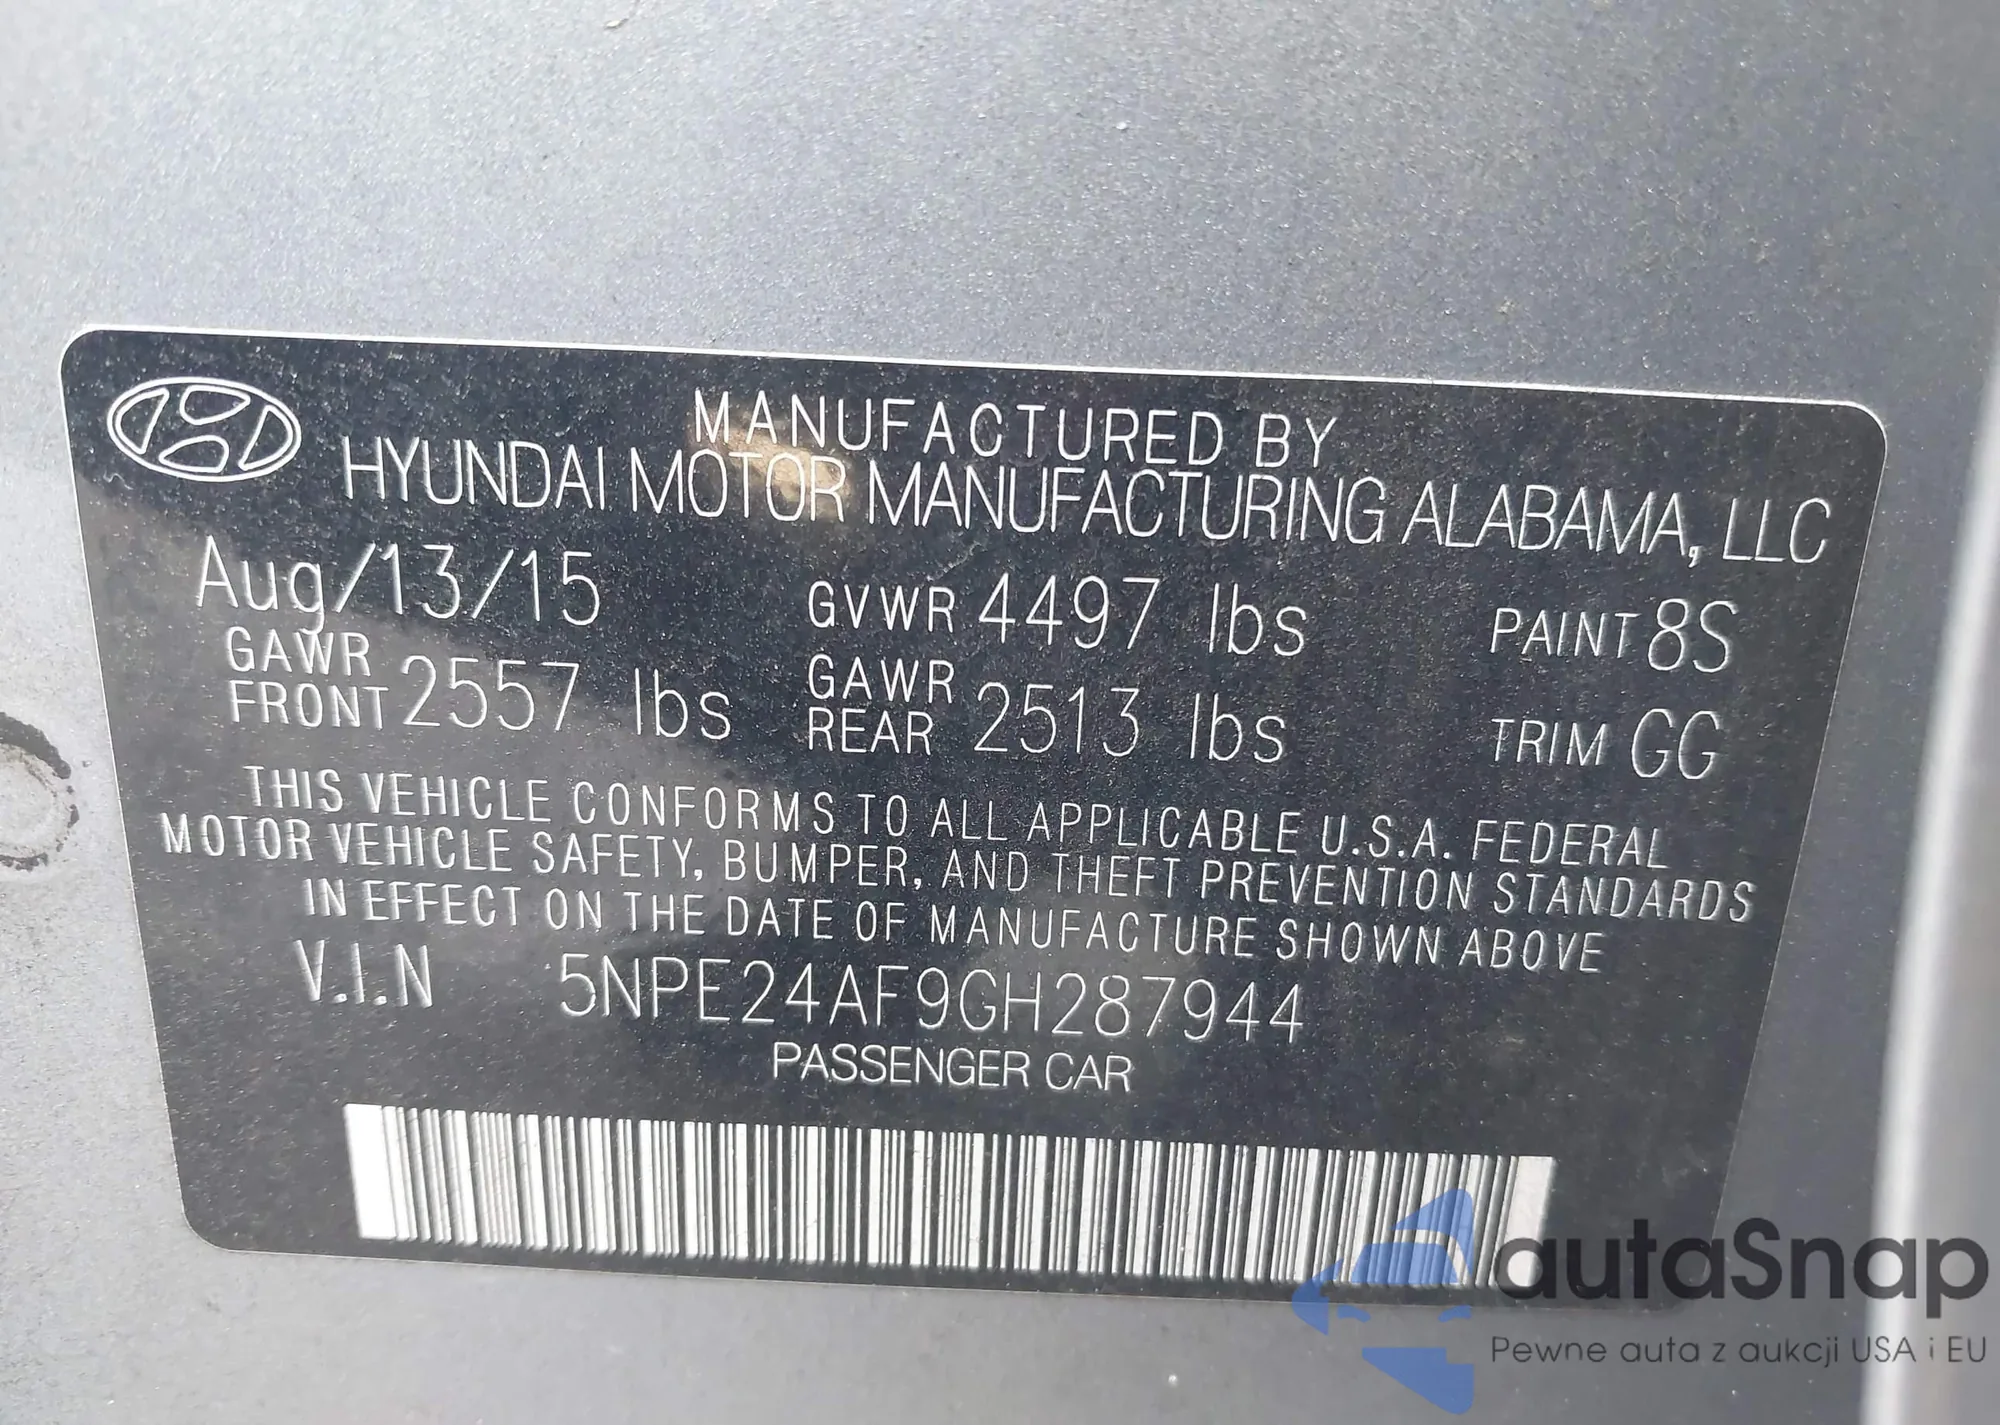 MANUFACTURED BY
HYUNDAI MOTOR MANUFACTURING ALABAMA, LLC
Aug/13/15 GVWR 4497 lbs PAINT 8S
GAWR FRONT 2557 lbs GAWR REAR 2513 lbs TRIM GG
THIS VEHICLE CONFORMS TO ALL APPLICABLE U.S.A. FEDERAL
MOTOR VEHICLE SAFETY, BUMPER, AND THEFT PREVENTION STANDARDS
IN EFFECT ON THE DATE OF MANUFACTURE SHOWN ABOVE
V.I.N 5NPE24AF9GH287944
PASSENGER CAR
autaSnap
Pewne auta z aukcji USA i EU